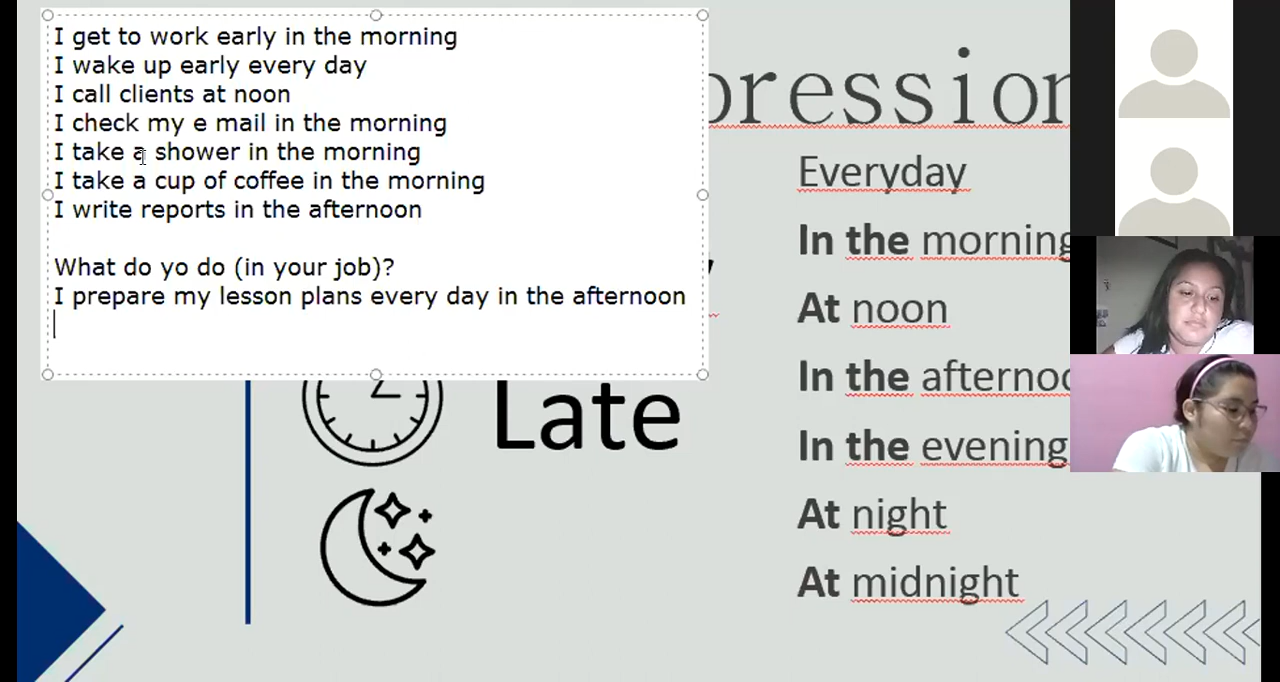 I get to work early in the morning
I wake up early every day
I call clients at noon
I check my e mail in the morning
I take a shower in the morning
I take a cup of coffee in the morning
I write reports in the afternoon
What do yo do (in your job)?
I prepare my lesson plans every day in the afternoon
Late
Everyday
In the morning
At noon
In the
In the evening
At night
At midnight